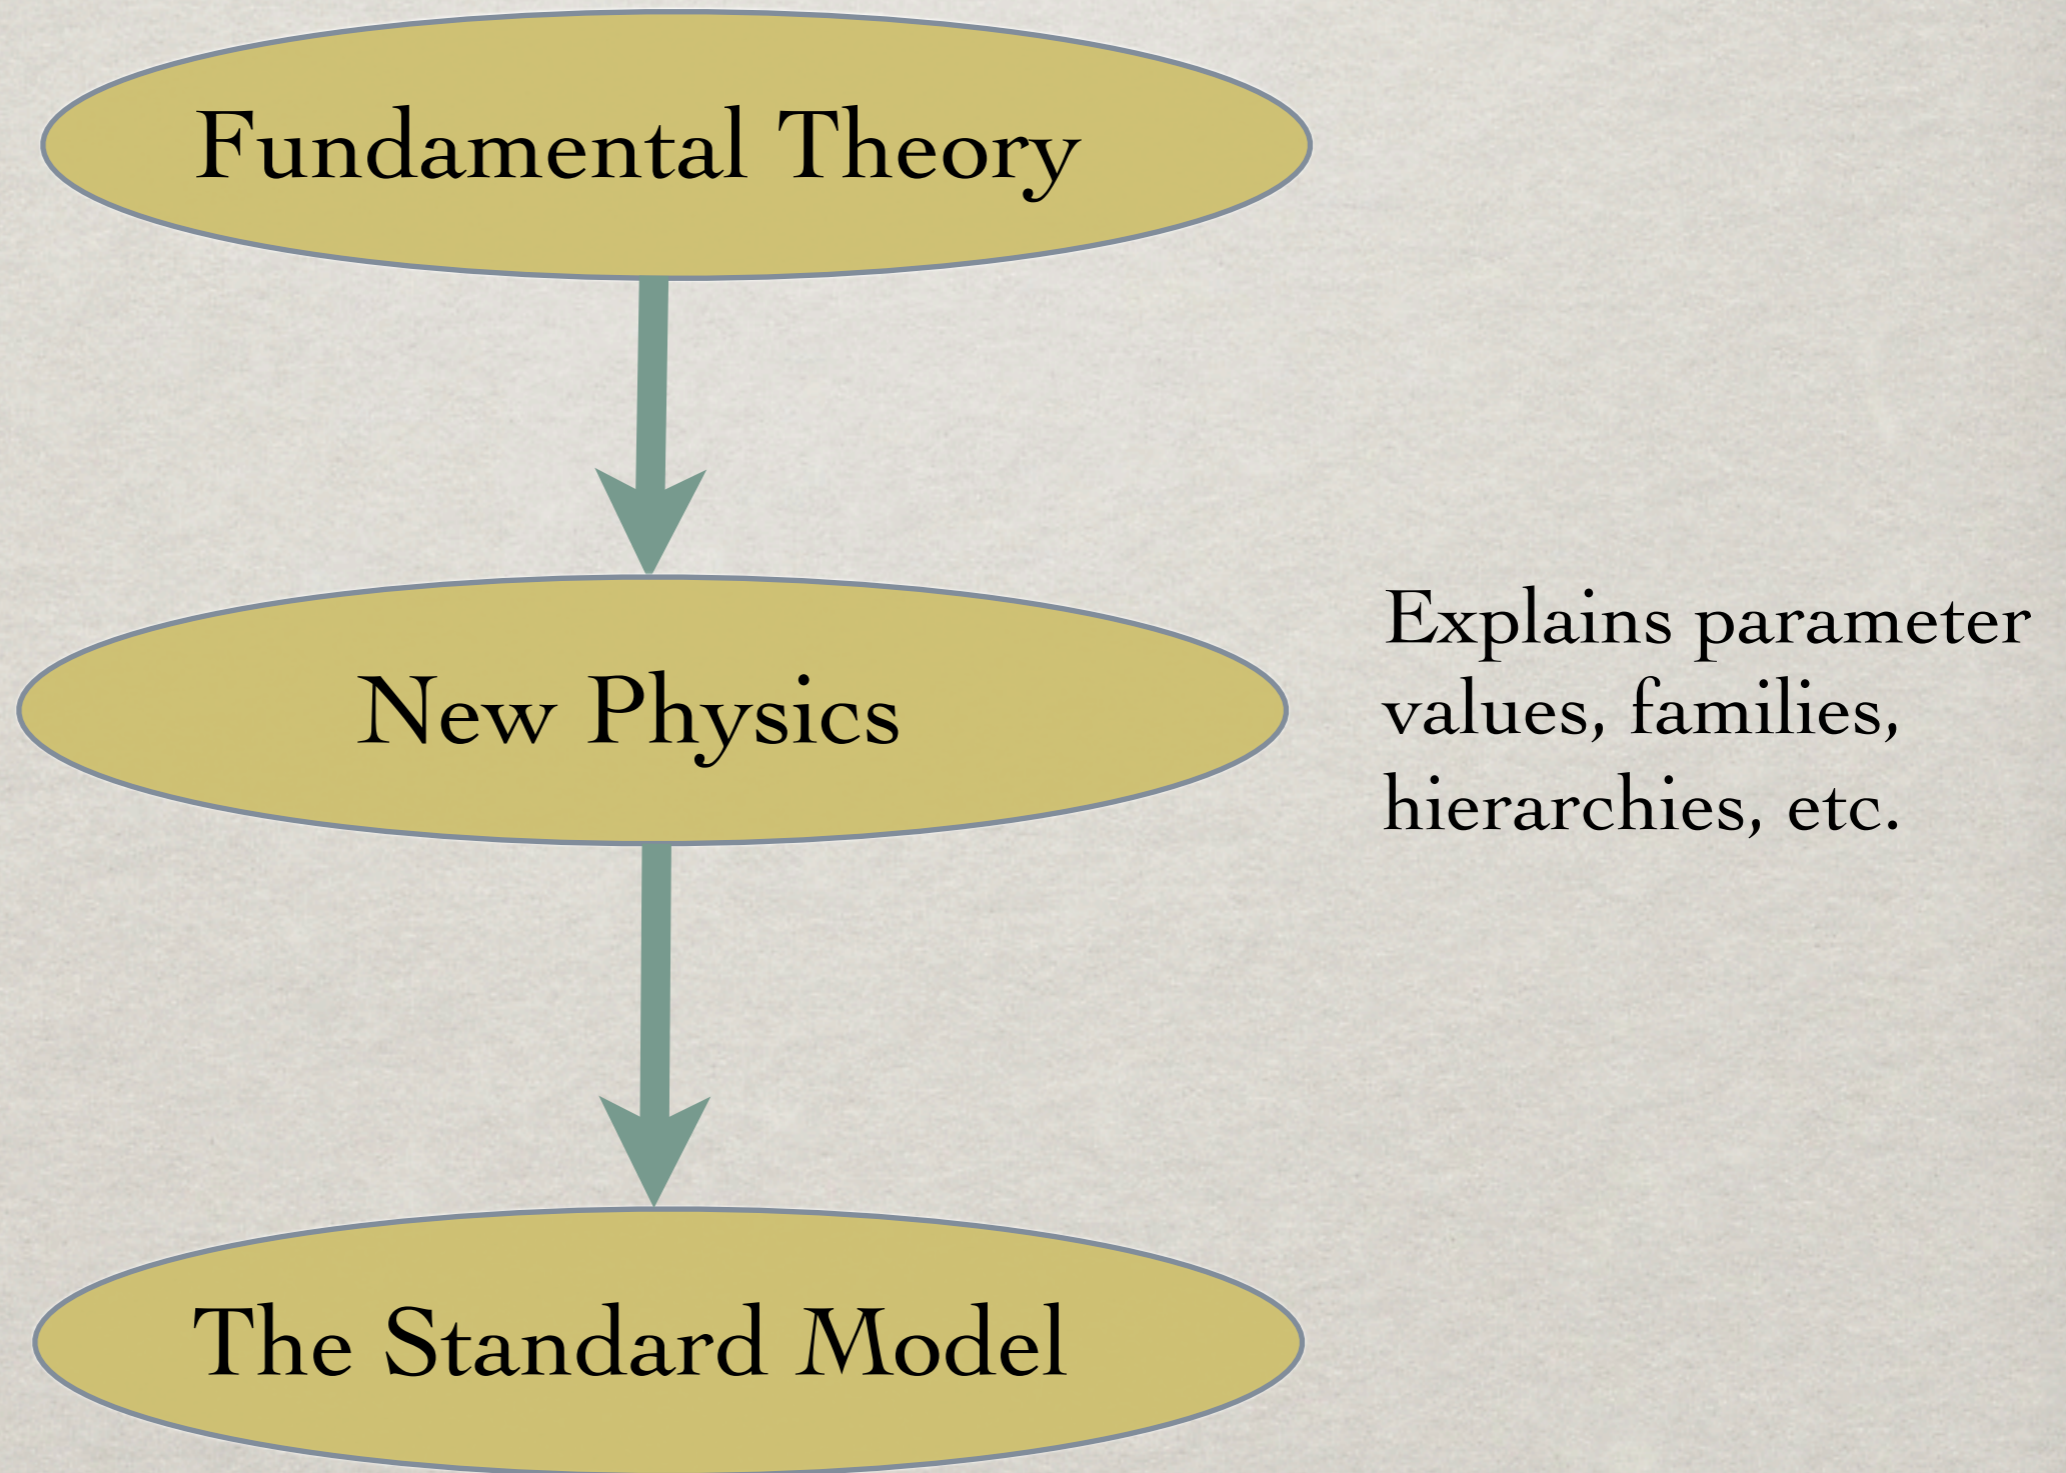 Fundamental Theory
New Physics
Explains parameter
values, families,
hierarchies, etc.
The Standard Model